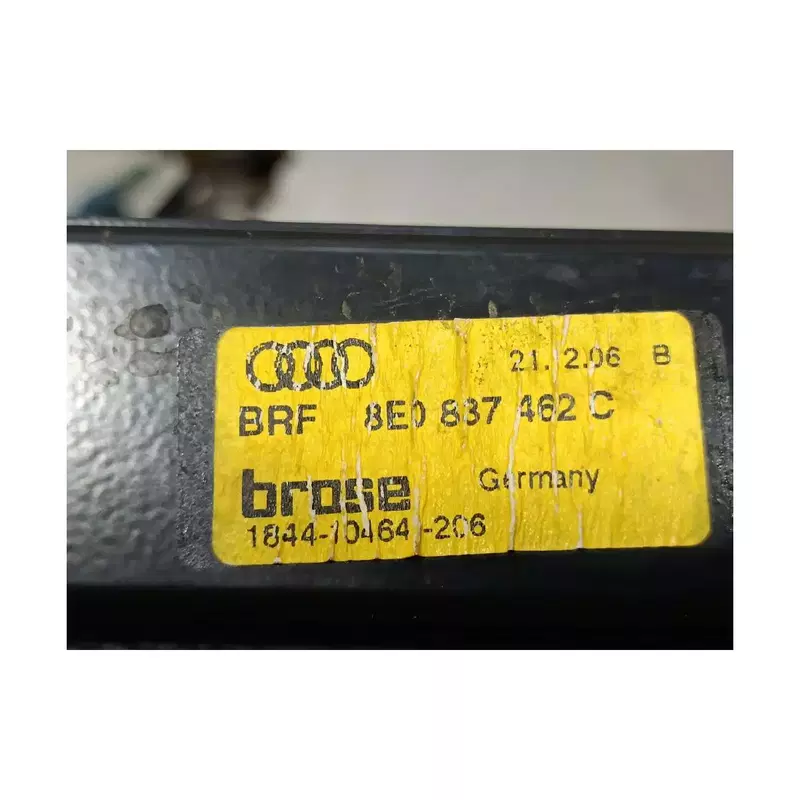 21. 2.06 B
BRF 8E0 837 462 C
brose Germany
1844-10464-206